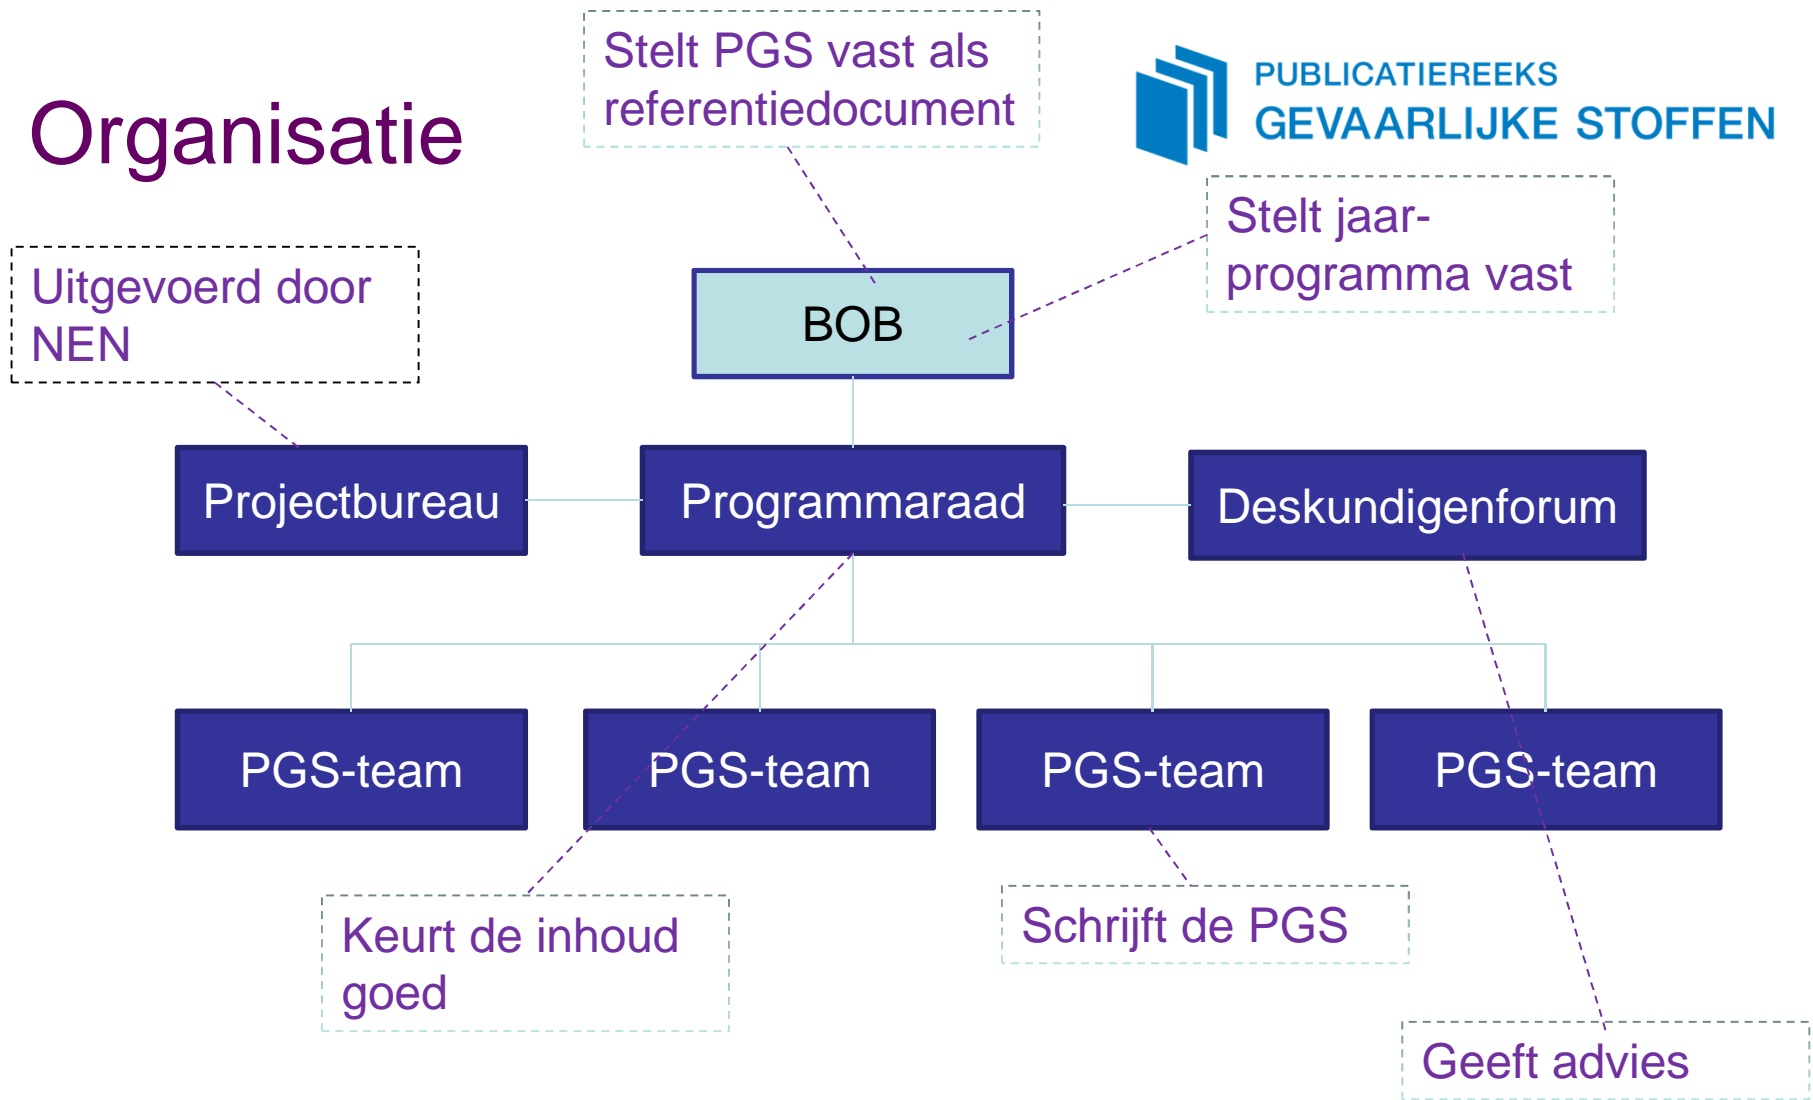 Stelt PGS vast als
referentiedocument
PUBLICATIEREEKS
GEVAARLIJKE STOFFEN
Organisatie
Stelt jaar-
programma vast
Uitgevoerd door
NEN
BOB
Projectbureau
Programmaraad
Deskundigenforum
PGS-team
PGS-team
PGS-team
PGS-team
Keurt de inhoud
goed
Schrijft de PGS
Geeft advies